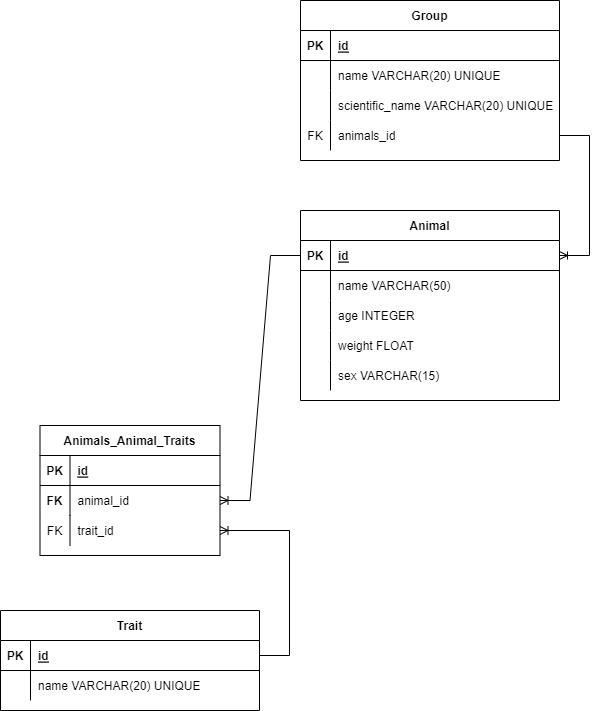 Group
PK id
name VARCHAR(20) UNIQUE
scientific_name VARCHAR(20) UNIQUE
FK animals_id
Animal
PK id
name VARCHAR(50)
age INTEGER
weight FLOAT
sex VARCHAR(15)
Animals_Animal_Traits
PK id
FK animal_id
FK trait_id
Trait
PK id
name VARCHAR(20) UNIQUE